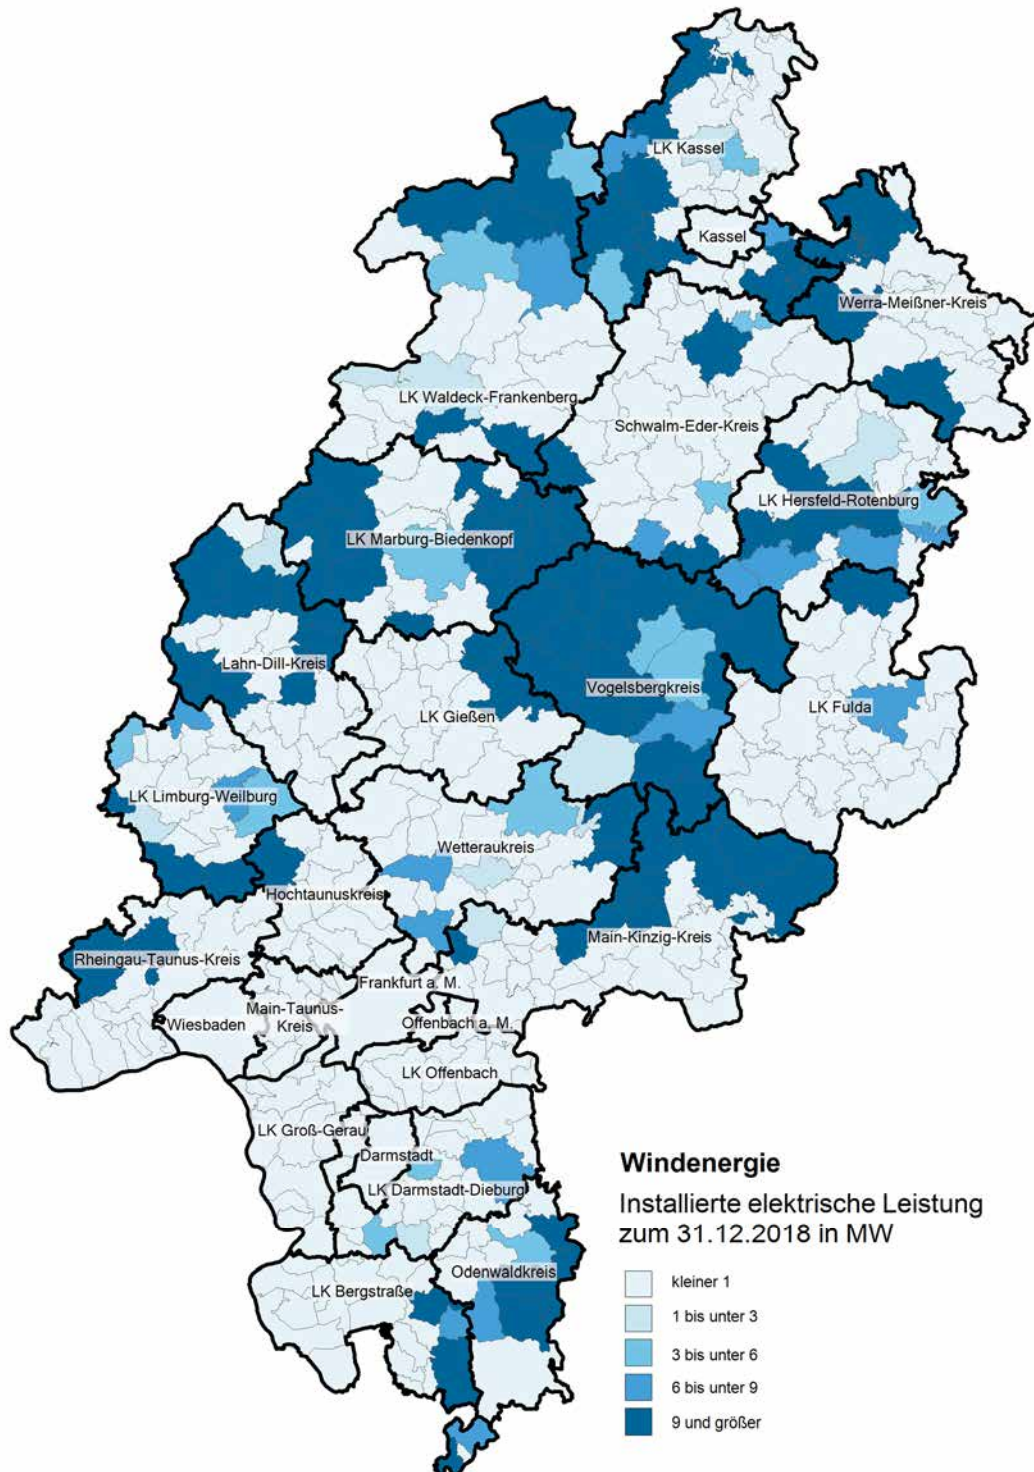 LK Kassel
Kassel
Werra-Meißner-Kreis
LK Waldeck-Frankenberg
Schwalm-Eder-Kreis
LK Hersfeld-Rotenburg
LK Marburg-Biedenkopf
Lahn-Dill-Kreis
Vogelsbergkreis
LK Fulda
LK Gießen
LK Limburg-Weilburg
Wetteraukreis
Hochtaunuskreis
Main-Kinzig-Kreis
Rheingau-Taunus-Kreis
Frankfurt a. M.
Wiesbaden
Main-Taunus-
Kreis
Offenbach a. M.
LK Offenbach
LK Groß-Gerau
Darmstadt
LK Darmstadt-Dieburg
Odenwaldkreis
LK Bergstraße
Windenergie
Installierte elektrische Leistung
zum 31.12.2018 in MW
kleiner 1
1 bis unter 3
3 bis unter 6
6 bis unter 9
9 und größer